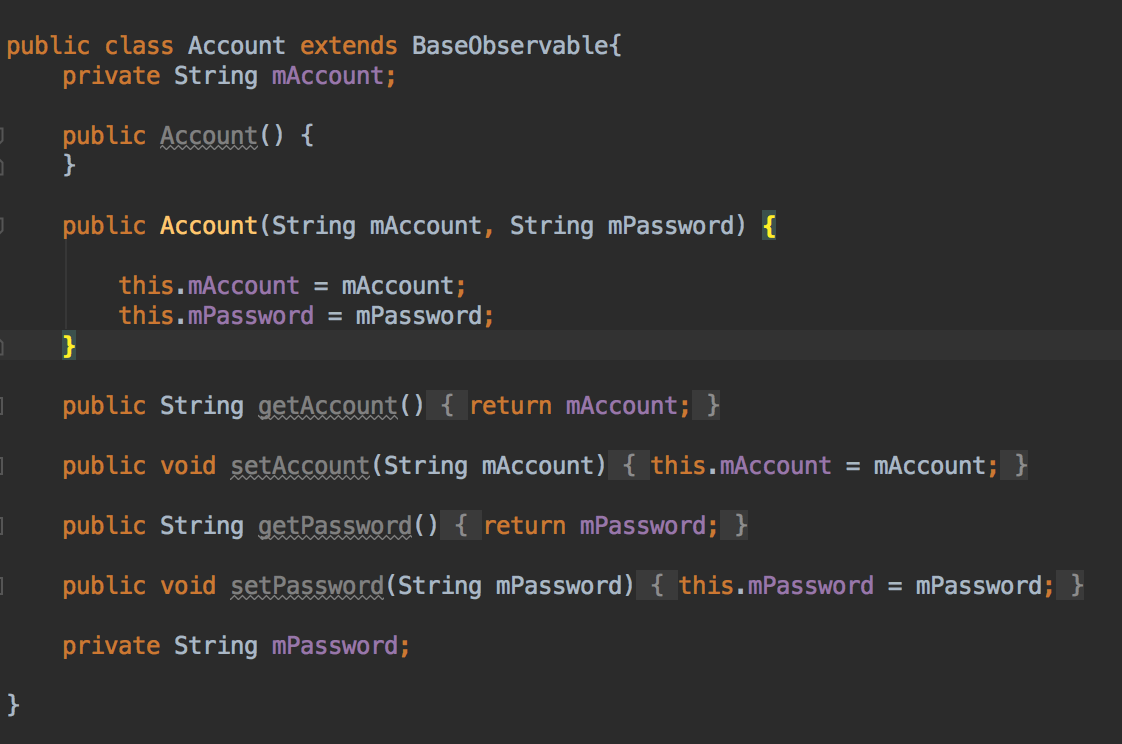 public class Account extends BaseObservable{
    private String mAccount;

    public Account() {
    }

    public Account(String mAccount, String mPassword) {

        this.mAccount = mAccount;
        this.mPassword = mPassword;
    }

    public String getAccount() { return mAccount; }

    public void setAccount(String mAccount) { this.mAccount = mAccount; }

    public String getPassword() { return mPassword; }

    public void setPassword(String mPassword) { this.mPassword = mPassword; }

    private String mPassword;

}